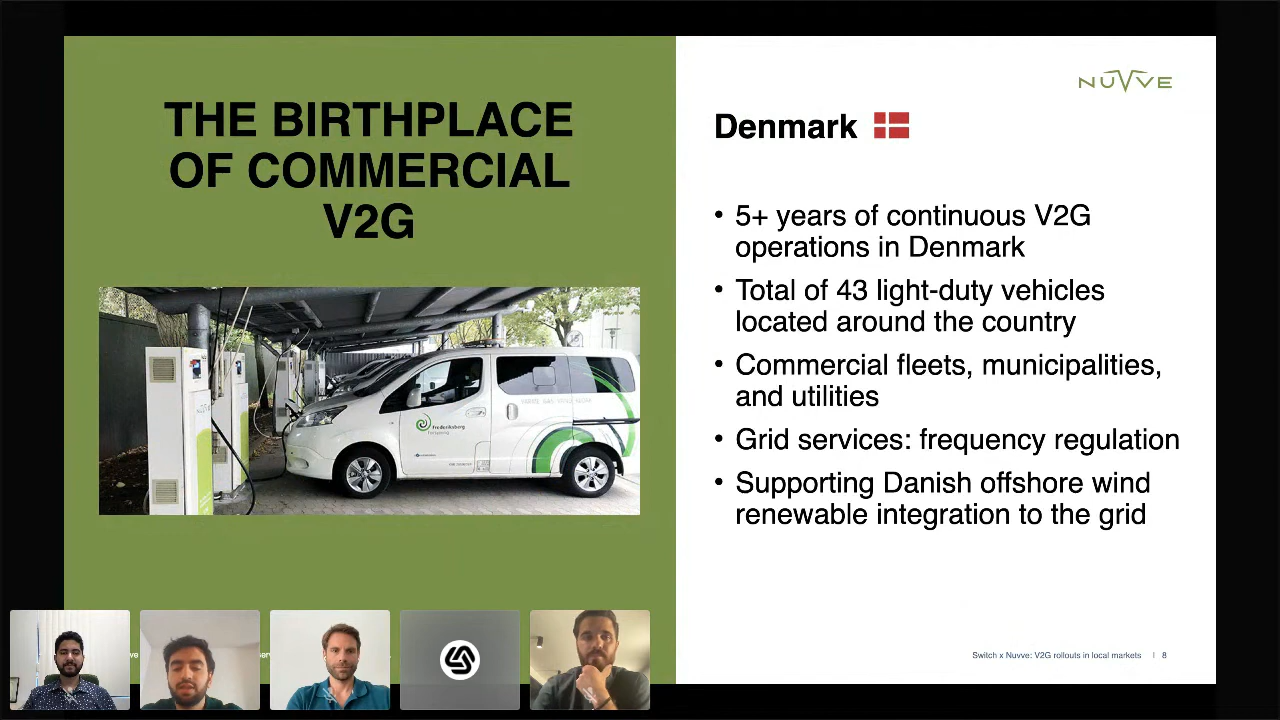 THE BIRTHPLACE
OF COMMERCIAL
V2G
Frederiksberg
Forsyning
NUVVE
Denmark
• 5+ years of continuous V2G
operations in Denmark
• Total of 43 light-duty vehicles
located around the country
• Commercial fleets, municipalities,
and utilities
• Grid services: frequency regulation
• Supporting Danish offshore wind
renewable integration to the grid
Switch x Nuvve: V2G rollouts in local markets | 8